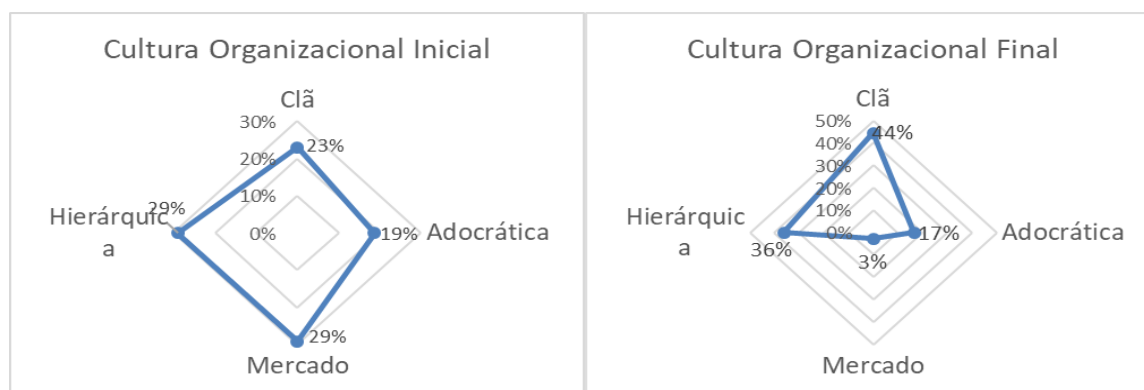 Cultura Organizacional Inicial
Clã
30%
23%
20%
10%
29%
Hierárquic
a
0%
19%
Adocrática
29%
Mercado
Cultura Organizacional Final
Clã
50%
44%
40%
30%
20%
10%
Hierárquic
a
0%
17%
Adocrática
36%
3%
Mercado